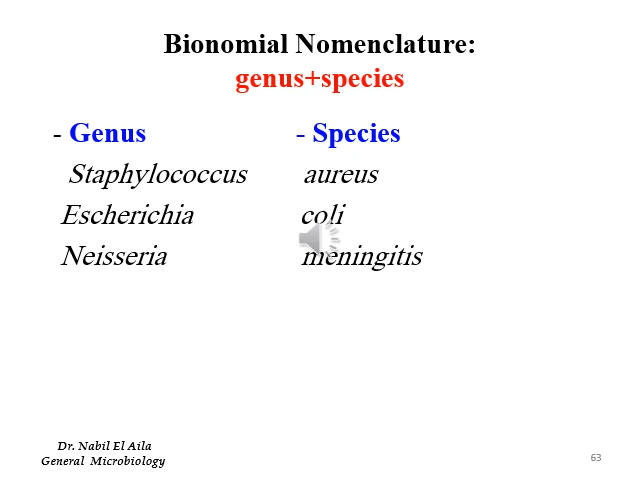 Bionomial Nomenclature:
genus+species
- Genus - Species
Staphylococcus aureus
Escherichia coli
Neisseria meningitis
Dr. Nabil El Aila
General Microbiology
63